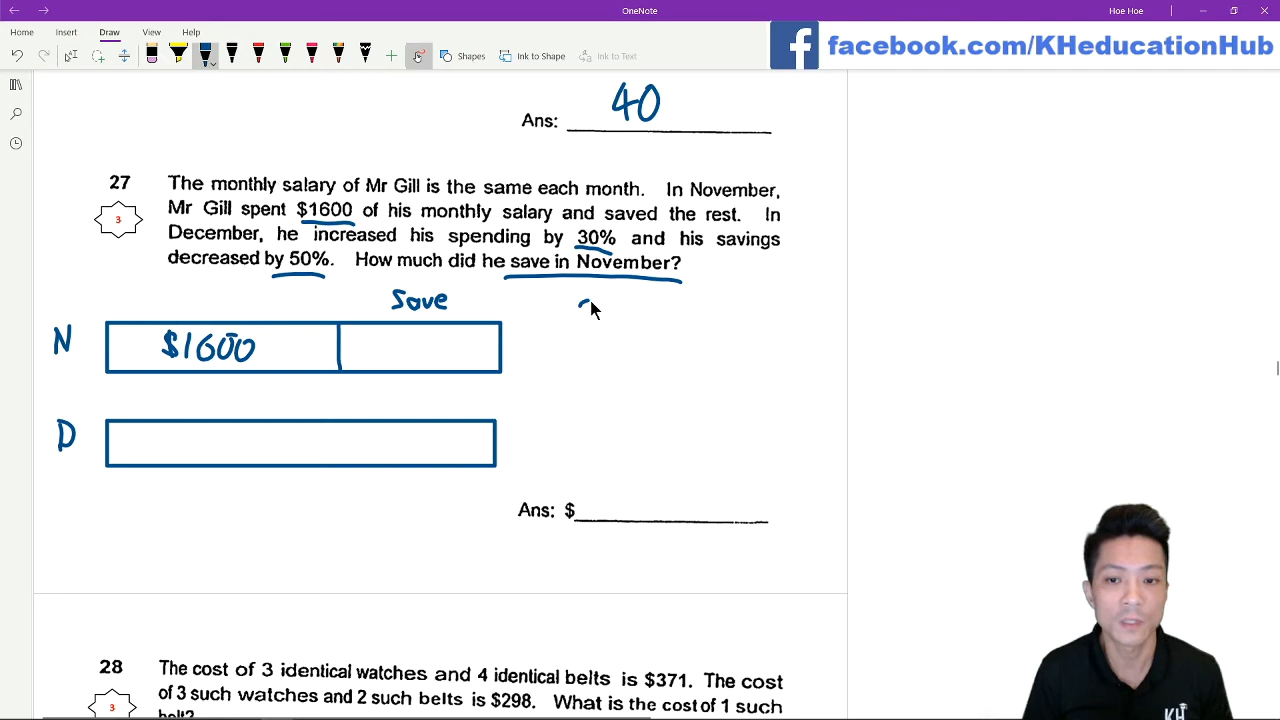 OneNote
Hoe Hoe
Home Insert Draw View Help
Shapes Ink to Shape Ink to Text
facebook.com/KHeducationHub
Ans: 40
27 The monthly salary of Mr Gill is the same each month. In November,
3 Mr Gill spent $1600 of his monthly salary and saved the rest. In
December, he increased his spending by 30% and his savings
decreased by 50%. How much did he save in November?
Save
N $1600
D
Ans: $
28 The cost of 3 identical watches and 4 identical belts is $371. The cost
3 of 3 such watches and 2 such belts is $298. What is the cost of 1 such
belt?
KH